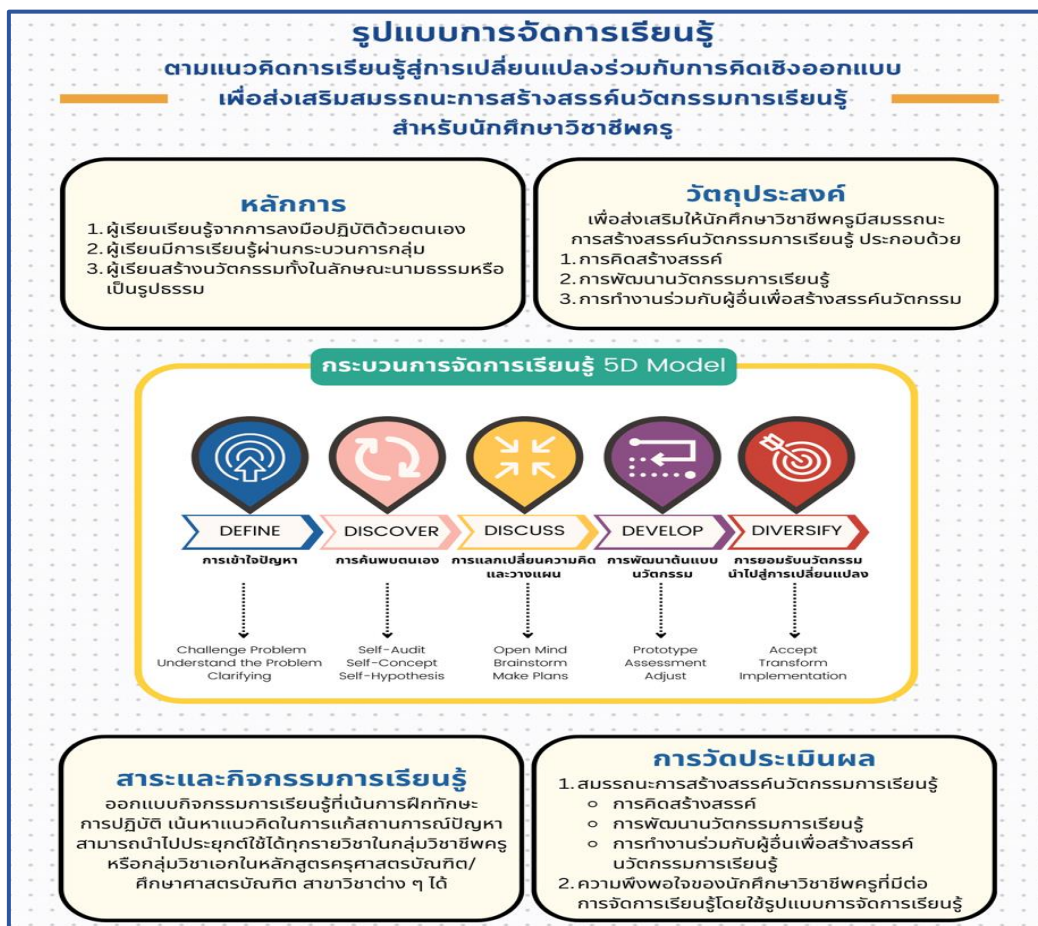 รูปแบบการจัดการเรียนรู้
ตามแนวคิดการเรียนรู้สู่การเปลี่ยนแปลงร่วมกับการคิดเชิงออกแบบ
เพื่อส่งเสริมสมรรถนะการสร้างสรรค์นวัตกรรมการเรียนรู้
สำหรับนักศึกษาวิชาชีพครู
หลักการ
1. ผู้เรียนเรียนรู้จากการลงมือปฏิบัติด้วยตนเอง
2. ผู้เรียนมีการเรียนรู้ผ่านกระบวนการกลุ่ม
3. ผู้เรียนสร้างนวัตกรรมทั้งในลักษณะนามธรรมหรือ
เป็นรูปธรรม
วัตถุประสงค์
เพื่อส่งเสริมให้นักศึกษาวิชาชีพครูมีสมรรถนะ
การสร้างสรรค์นวัตกรรมการเรียนรู้ ประกอบด้วย
1. การคิดสร้างสรรค์
2. การพัฒนานวัตกรรมการเรียนรู้
3. การทำงานร่วมกับผู้อื่นเพื่อสร้างสรรค์นวัตกรรม
กระบวนการจัดการเรียนรู้ 5D Model
DEFINE
การเข้าใจปัญหา
Challenge Problem
Understand the Problem
Clarifying
DISCOVER
การค้นพบตนเอง
Self-Audit
Self-Concept
Self-Hypothesis
DISCUSS
การแลกเปลี่ยนความคิด
และวางแผน
Open Mind
Brainstorm
Make Plans
DEVELOP
การพัฒนาต้นแบบ
นวัตกรรม
Prototype
Assessment
Adjust
DIVERSIFY
การยอมรับนวัตกรรม
นำไปสู่การเปลี่ยนแปลง
Accept
Transform
Implementation
สาระและกิจกรรมการเรียนรู้
ออกแบบกิจกรรมการเรียนรู้ที่เน้นการฝึกทักษะ
การปฏิบัติ เน้นหาแนวคิดในการแก้สถานการณ์ปัญหา
สามารถนำไปประยุกต์ใช้ได้ทุกรายวิชาในกลุ่มวิชาชีพครู
หรือกลุ่มวิชาเอกในหลักสูตรครุศาสตรบัณฑิต/
ศึกษาศาสตรบัณฑิต สาขาวิชาต่าง ๆ ได้
การวัดประเมินผล
1. สมรรถนะการสร้างสรรค์นวัตกรรมการเรียนรู้
○ การคิดสร้างสรรค์
○ การพัฒนานวัตกรรมการเรียนรู้
○ การทำงานร่วมกับผู้อื่นเพื่อสร้างสรรค์
นวัตกรรมการเรียนรู้
2. ความพึงพอใจของนักศึกษาวิชาชีพครูที่มีต่อ
การจัดการเรียนรู้โดยใช้รูปแบบการจัดการเรียนรู้